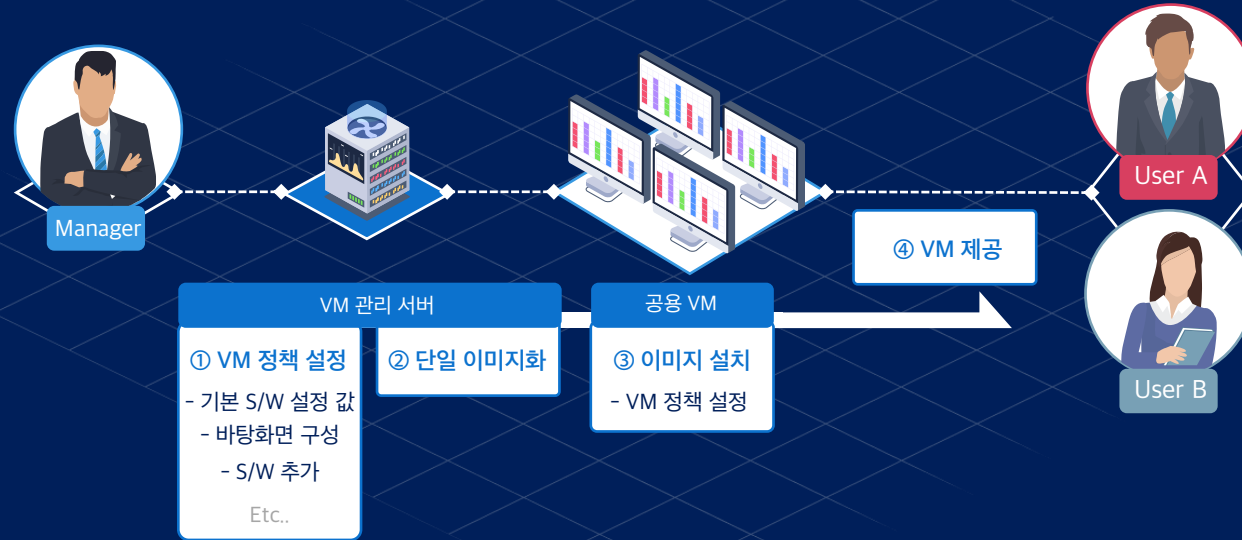 Manager
User A
User B
VM 관리 서버
① VM 정책 설정
- 기본 S/W 설정 값
- 바탕화면 구성
- S/W 추가
Etc..
② 단일 이미지화
공용 VM
③ 이미지 설치
- VM 정책 설정
④ VM 제공